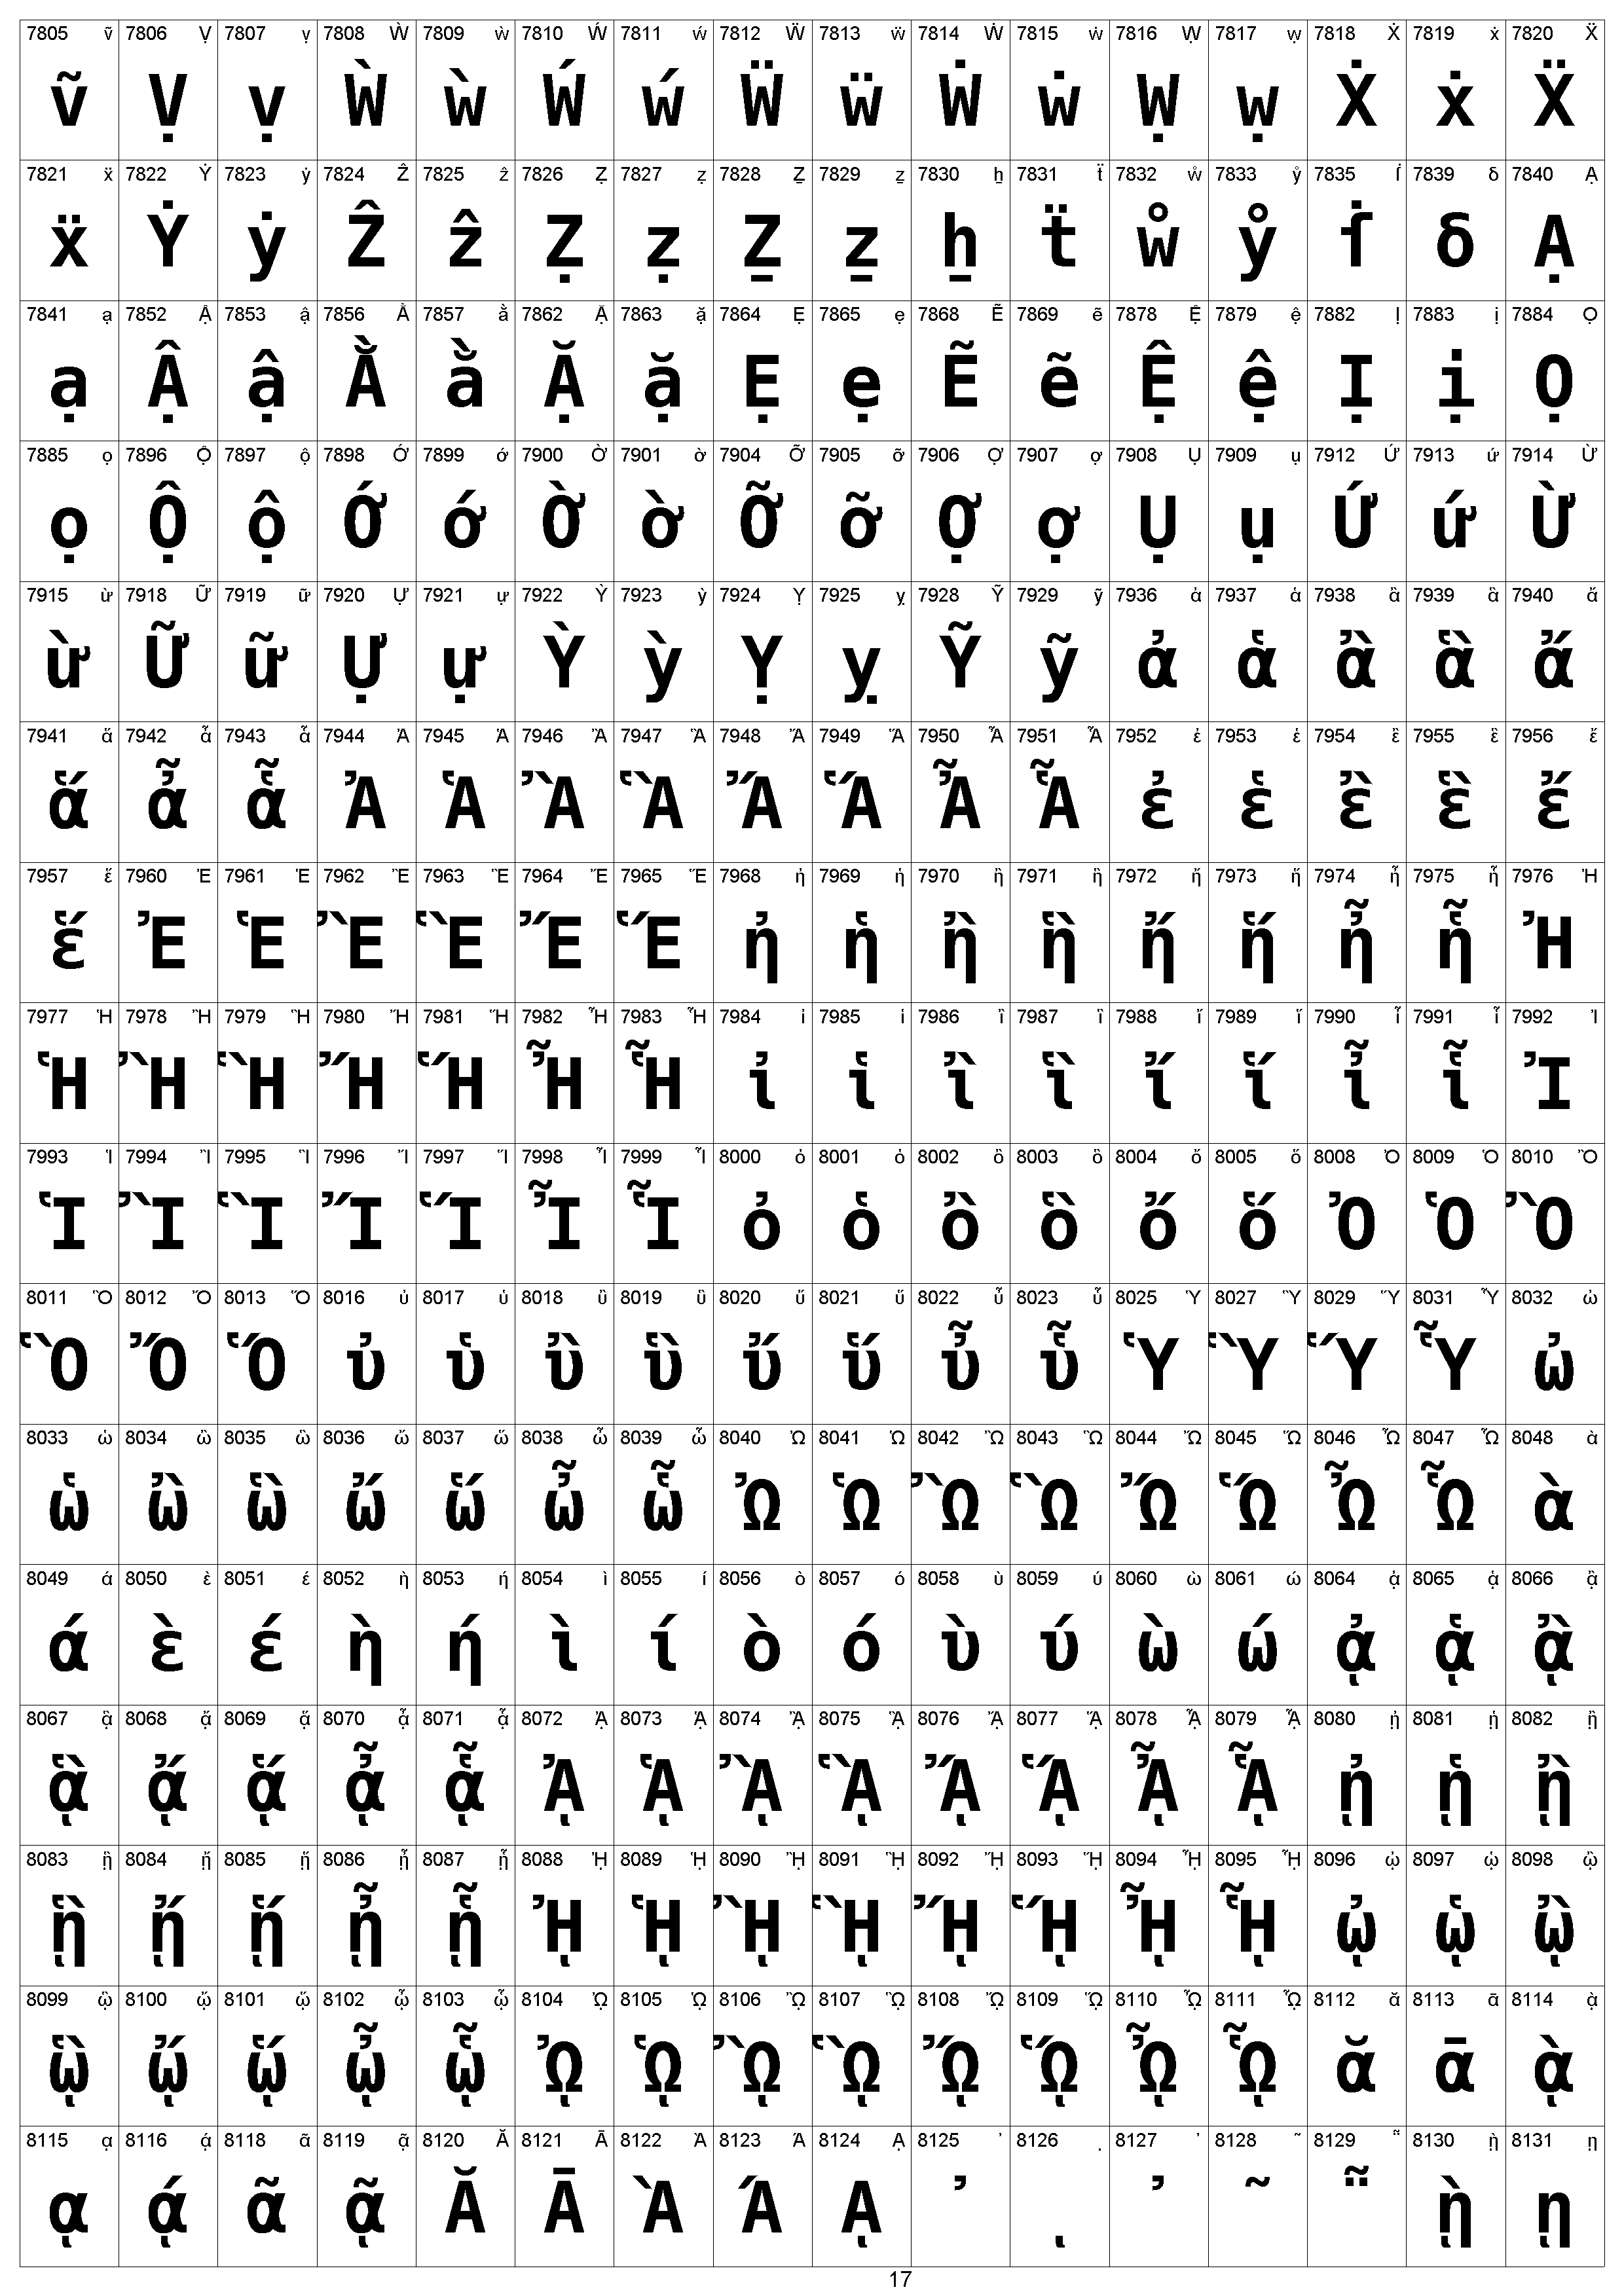 7805 ṽ 7806 Ṿ 7807 ṿ 7808 Ẁ 7809 ẁ 7810 Ẃ 7811 ẃ 7812 Ẅ 7813 ẅ 7814 Ẇ 7815 ẇ 7816 Ẉ 7817 ẉ 7818 Ẋ 7819 ẋ 7820 Ẍ
ṽ Ṿ ṿ Ẁ ẁ Ẃ ẃ Ẅ ẅ Ẇ ẇ Ẉ ẉ Ẋ ẋ Ẍ
7821 ẍ 7822 Ẏ 7823 ẏ 7824 Ẑ 7825 ẑ 7826 Ẓ 7827 ẓ 7828 Ẕ 7829 ẕ 7830 ẖ 7831 ẗ 7832 ẘ 7833 ẙ 7835 ẛ 7839 ẟ 7840 Ạ
ẍ Ẏ ẏ Ẑ ẑ Ẓ ẓ Ẕ ẕ ẖ ẗ ẘ ẙ ẛ ẟ Ạ
7841 ạ 7852 Ậ 7853 ậ 7856 Ằ 7857 ằ 7862 Ặ 7863 ặ 7864 Ẹ 7865 ẹ 7868 Ẽ 7869 ẽ 7878 Ệ 7879 ệ 7882 Ị 7883 ị 7884 Ọ
ạ Ậ ậ Ằ ằ Ặ ặ Ẹ ẹ Ẽ ẽ Ệ ệ Ị ị Ọ
7885 ọ 7896 Ộ 7897 ộ 7898 Ớ 7899 ớ 7900 Ờ 7901 ờ 7904 Ỡ 7905 ỡ 7906 Ợ 7907 ợ 7908 Ụ 7909 ụ 7912 Ứ 7913 ứ 7914 Ừ
ọ Ộ ộ Ớ ớ Ờ ờ Ỡ ỡ Ợ ợ Ụ ụ Ứ ứ Ừ
7915 ừ 7918 Ữ 7919 ữ 7920 Ự 7921 ự 7922 Ỳ 7923 ỳ 7924 Ỵ 7925 ỵ 7928 Ỹ 7929 ỹ 7936 ἀ 7937 ἁ 7938 ἂ 7939 ἃ 7940 ἄ
ừ Ữ ữ Ự ự Ỳ ỳ Ỵ ỵ Ỹ ỹ ἀ ἁ ἂ ἃ ἄ
7941 ἅ 7942 ἆ 7943 ἇ 7944 Ἀ 7945 Ἁ 7946 Ἂ 7947 Ἃ 7948 Ἄ 7949 Ἅ 7950 Ἆ 7951 Ἇ 7952 ἐ 7953 ἑ 7954 ἒ 7955 ἓ 7956 ἔ
ἅ ἆ ἇ Ἀ Ἁ Ἂ Ἃ Ἄ Ἅ Ἆ Ἇ ἐ ἑ ἒ ἓ ἔ
7957 ἕ 7960 Ἐ 7961 Ἑ 7962 Ἒ 7963 Ἓ 7964 Ἔ 7965 Ἕ 7968 ἠ 7969 ἡ 7970 ἢ 7971 ἣ 7972 ἤ 7973 ἥ 7974 ἦ 7975 ἧ 7976 Ἠ
ἕ Ἐ Ἑ Ἒ Ἓ Ἔ Ἕ ἠ ἡ ἢ ἣ ἤ ἥ ἦ ἧ Ἠ
7977 Ἡ 7978 Ἢ 7979 Ἣ 7980 Ἤ 7981 Ἥ 7982 Ἦ 7983 Ἧ 7984 ἰ 7985 ἱ 7986 ἲ 7987 ἳ 7988 ἴ 7989 ἵ 7990 ἶ 7991 ἷ 7992 Ἰ
Ἡ Ἢ Ἣ Ἤ Ἥ Ἦ Ἧ ἰ ἱ ἲ ἳ ἴ ἵ ἶ ἷ Ἰ
7993 Ἱ 7994 Ἲ 7995 Ἳ 7996 Ἴ 7997 Ἵ 7998 Ἶ 7999 Ἷ 8000 ὀ 8001 ὁ 8002 ὂ 8003 ὃ 8004 ὄ 8005 ὅ 8008 Ὀ 8009 Ὁ 8010 Ὂ
Ἱ Ἲ Ἳ Ἴ Ἵ Ἶ Ἷ ὀ ὁ ὂ ὃ ὄ ὅ Ὀ Ὁ Ὂ
8011 Ὃ 8012 Ὄ 8013 Ὅ 8016 ὐ 8017 ὑ 8018 ὒ 8019 ὓ 8020 ὔ 8021 ὕ 8022 ὖ 8023 ὗ 8025 Ὑ 8027 Ὓ 8029 Ὕ 8031 Ὗ 8032 ὠ
Ὃ Ὄ Ὅ ὐ ὑ ὒ ὓ ὔ ὕ ὖ ὗ Ὑ Ὓ Ὕ Ὗ ὠ
8033 ὡ 8034 ὢ 8035 ὣ 8036 ὤ 8037 ὥ 8038 ὦ 8039 ὧ 8040 Ὠ 8041 Ὡ 8042 Ὢ 8043 Ὣ 8044 Ὤ 8045 Ὥ 8046 Ὦ 8047 Ὧ 8048 ὰ
ὡ ὢ ὣ ὤ ὥ ὦ ὧ Ὠ Ὡ Ὢ Ὣ Ὤ Ὥ Ὦ Ὧ ὰ
8049 ά 8050 ὲ 8051 έ 8052 ὴ 8053 ή 8054 ὶ 8055 ί 8056 ὸ 8057 ό 8058 ὺ 8059 ύ 8060 ὼ 8061 ώ 8064 ᾀ 8065 ᾁ 8066 ᾂ
ά ὲ έ ὴ ή ὶ ί ὸ ό ὺ ύ ὼ ώ ᾀ ᾁ ᾂ
8067 ᾃ 8068 ᾄ 8069 ᾅ 8070 ᾆ 8071 ᾇ 8072 ᾈ 8073 ᾉ 8074 ᾊ 8075 ᾋ 8076 ᾌ 8077 ᾍ 8078 ᾎ 8079 ᾏ 8080 ᾐ 8081 ᾑ 8082 ᾒ
ᾃ ᾄ ᾅ ᾆ ᾇ ᾈ ᾉ ᾊ ᾋ ᾌ ᾍ ᾎ ᾏ ᾐ ᾑ ᾒ
8083 ᾓ 8084 ᾔ 8085 ᾕ 8086 ᾖ 8087 ᾗ 8088 ᾘ 8089 ᾙ 8090 ᾚ 8091 ᾛ 8092 ᾜ 8093 ᾝ 8094 ᾞ 8095 ᾟ 8096 ᾠ 8097 ᾡ 8098 ᾢ
ᾓ ᾔ ᾕ ᾖ ᾗ ᾘ ᾙ ᾚ ᾛ ᾜ ᾝ ᾞ ᾟ ᾠ ᾡ ᾢ
8099 ᾣ 8100 ᾤ 8101 ᾥ 8102 ᾦ 8103 ᾧ 8104 ᾨ 8105 ᾩ 8106 ᾪ 8107 ᾫ 8108 ᾬ 8109 ᾭ 8110 ᾮ 8111 ᾯ 8112 ᾰ 8113 ᾱ 8114 ᾲ
ᾣ ᾤ ᾥ ᾦ ᾧ ᾨ ᾩ ᾪ ᾫ ᾬ ᾭ ᾮ ᾯ ᾰ ᾱ ᾲ
8115 ᾳ 8116 ᾴ 8118 ᾶ 8119 ᾷ 8120 Ᾰ 8121 Ᾱ 8122 Ὰ 8123 Ά 8124 ᾼ 8125 ᾽ 8126 ι 8127 ᾿ 8128 ῀ 8129 ῁ 8130 ῂ 8131 ῃ
ᾳ ᾴ ᾶ ᾷ Ᾰ Ᾱ Ὰ Ά ᾼ ᾽ ι ᾿ ῀ ῁ ῂ ῃ
17